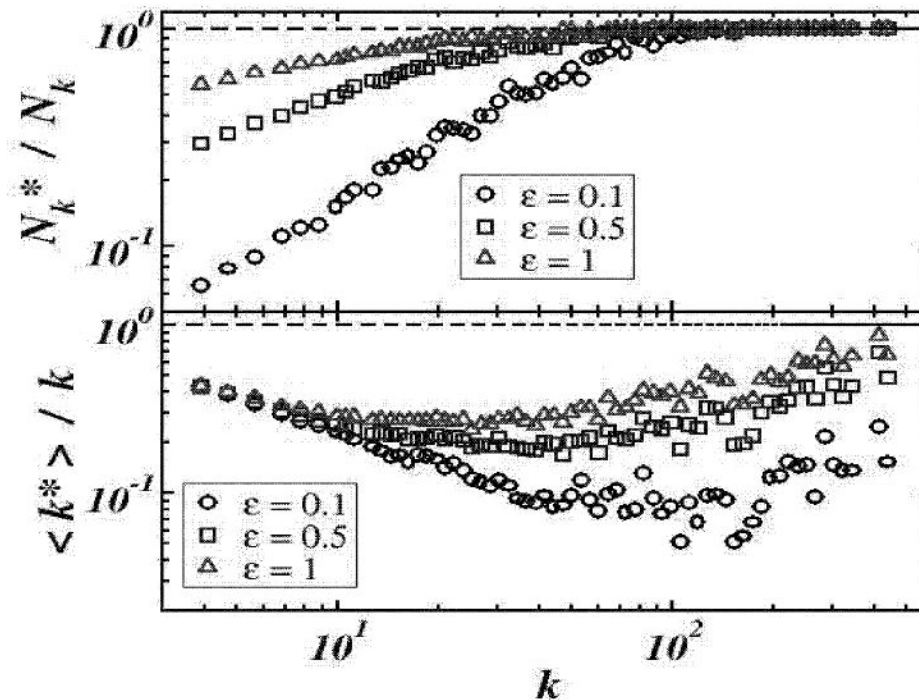 10^0
N_k^* / N_k
10^-1
ε = 0.1
ε = 0.5
ε = 1
10^0
<k^*> / k
10^-1
ε = 0.1
ε = 0.5
ε = 1
10^1
10^2
k